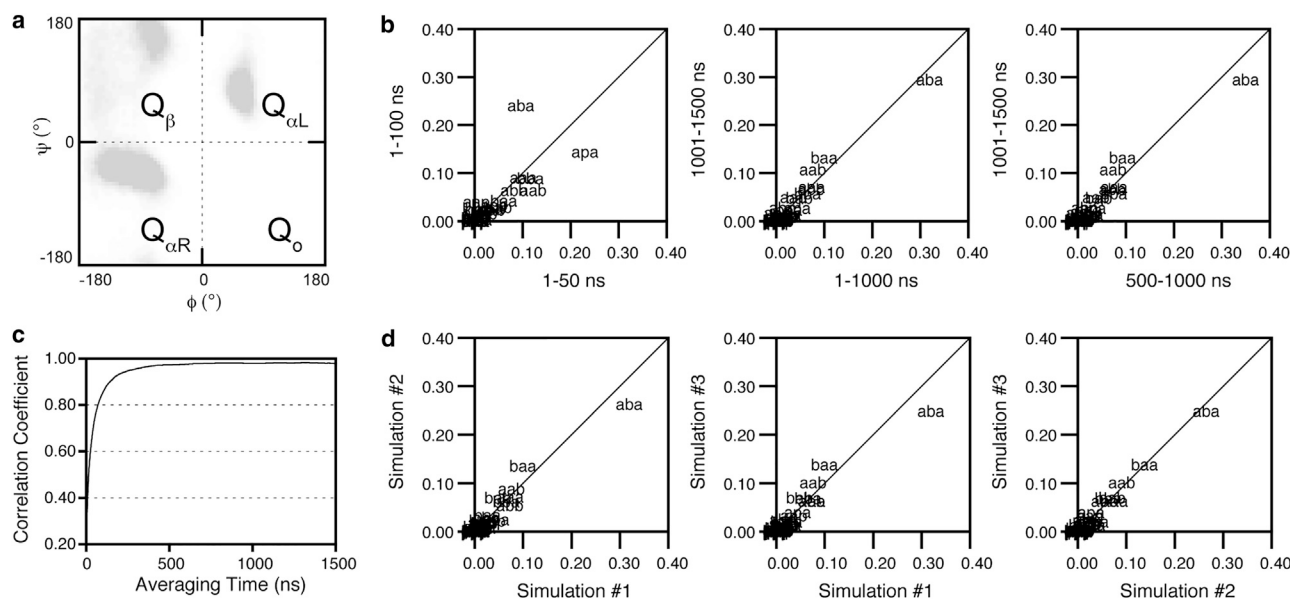 a
180
ψ (°)
0
-180
Q β
Q αL
Q αR
Q o
-180
0
180
ϕ (°)
b
0.40
0.30
0.20
0.10
0.00
1-100 ns
aba
apa
aab
0.00 0.10 0.20 0.30 0.40
1-50 ns
0.40
0.30
0.20
0.10
0.00
1001-1500 ns
aba
baa
aab
0.00 0.10 0.20 0.30 0.40
1-1000 ns
0.40
0.30
0.20
0.10
0.00
1001-1500 ns
aba
baa
aab
0.00 0.10 0.20 0.30 0.40
500-1000 ns
c
1.00
0.80
0.60
0.40
0.20
Correlation Coefficient
0 500 1000 1500
Averaging Time (ns)
d
0.40
0.30
0.20
0.10
0.00
Simulation #2
aba
baa
aab
abb
0.00 0.10 0.20 0.30 0.40
Simulation #1
0.40
0.30
0.20
0.10
0.00
Simulation #3
aba
baa
aab
0.00 0.10 0.20 0.30 0.40
Simulation #1
0.40
0.30
0.20
0.10
0.00
Simulation #3
aba
baa
aab
0.00 0.10 0.20 0.30 0.40
Simulation #2